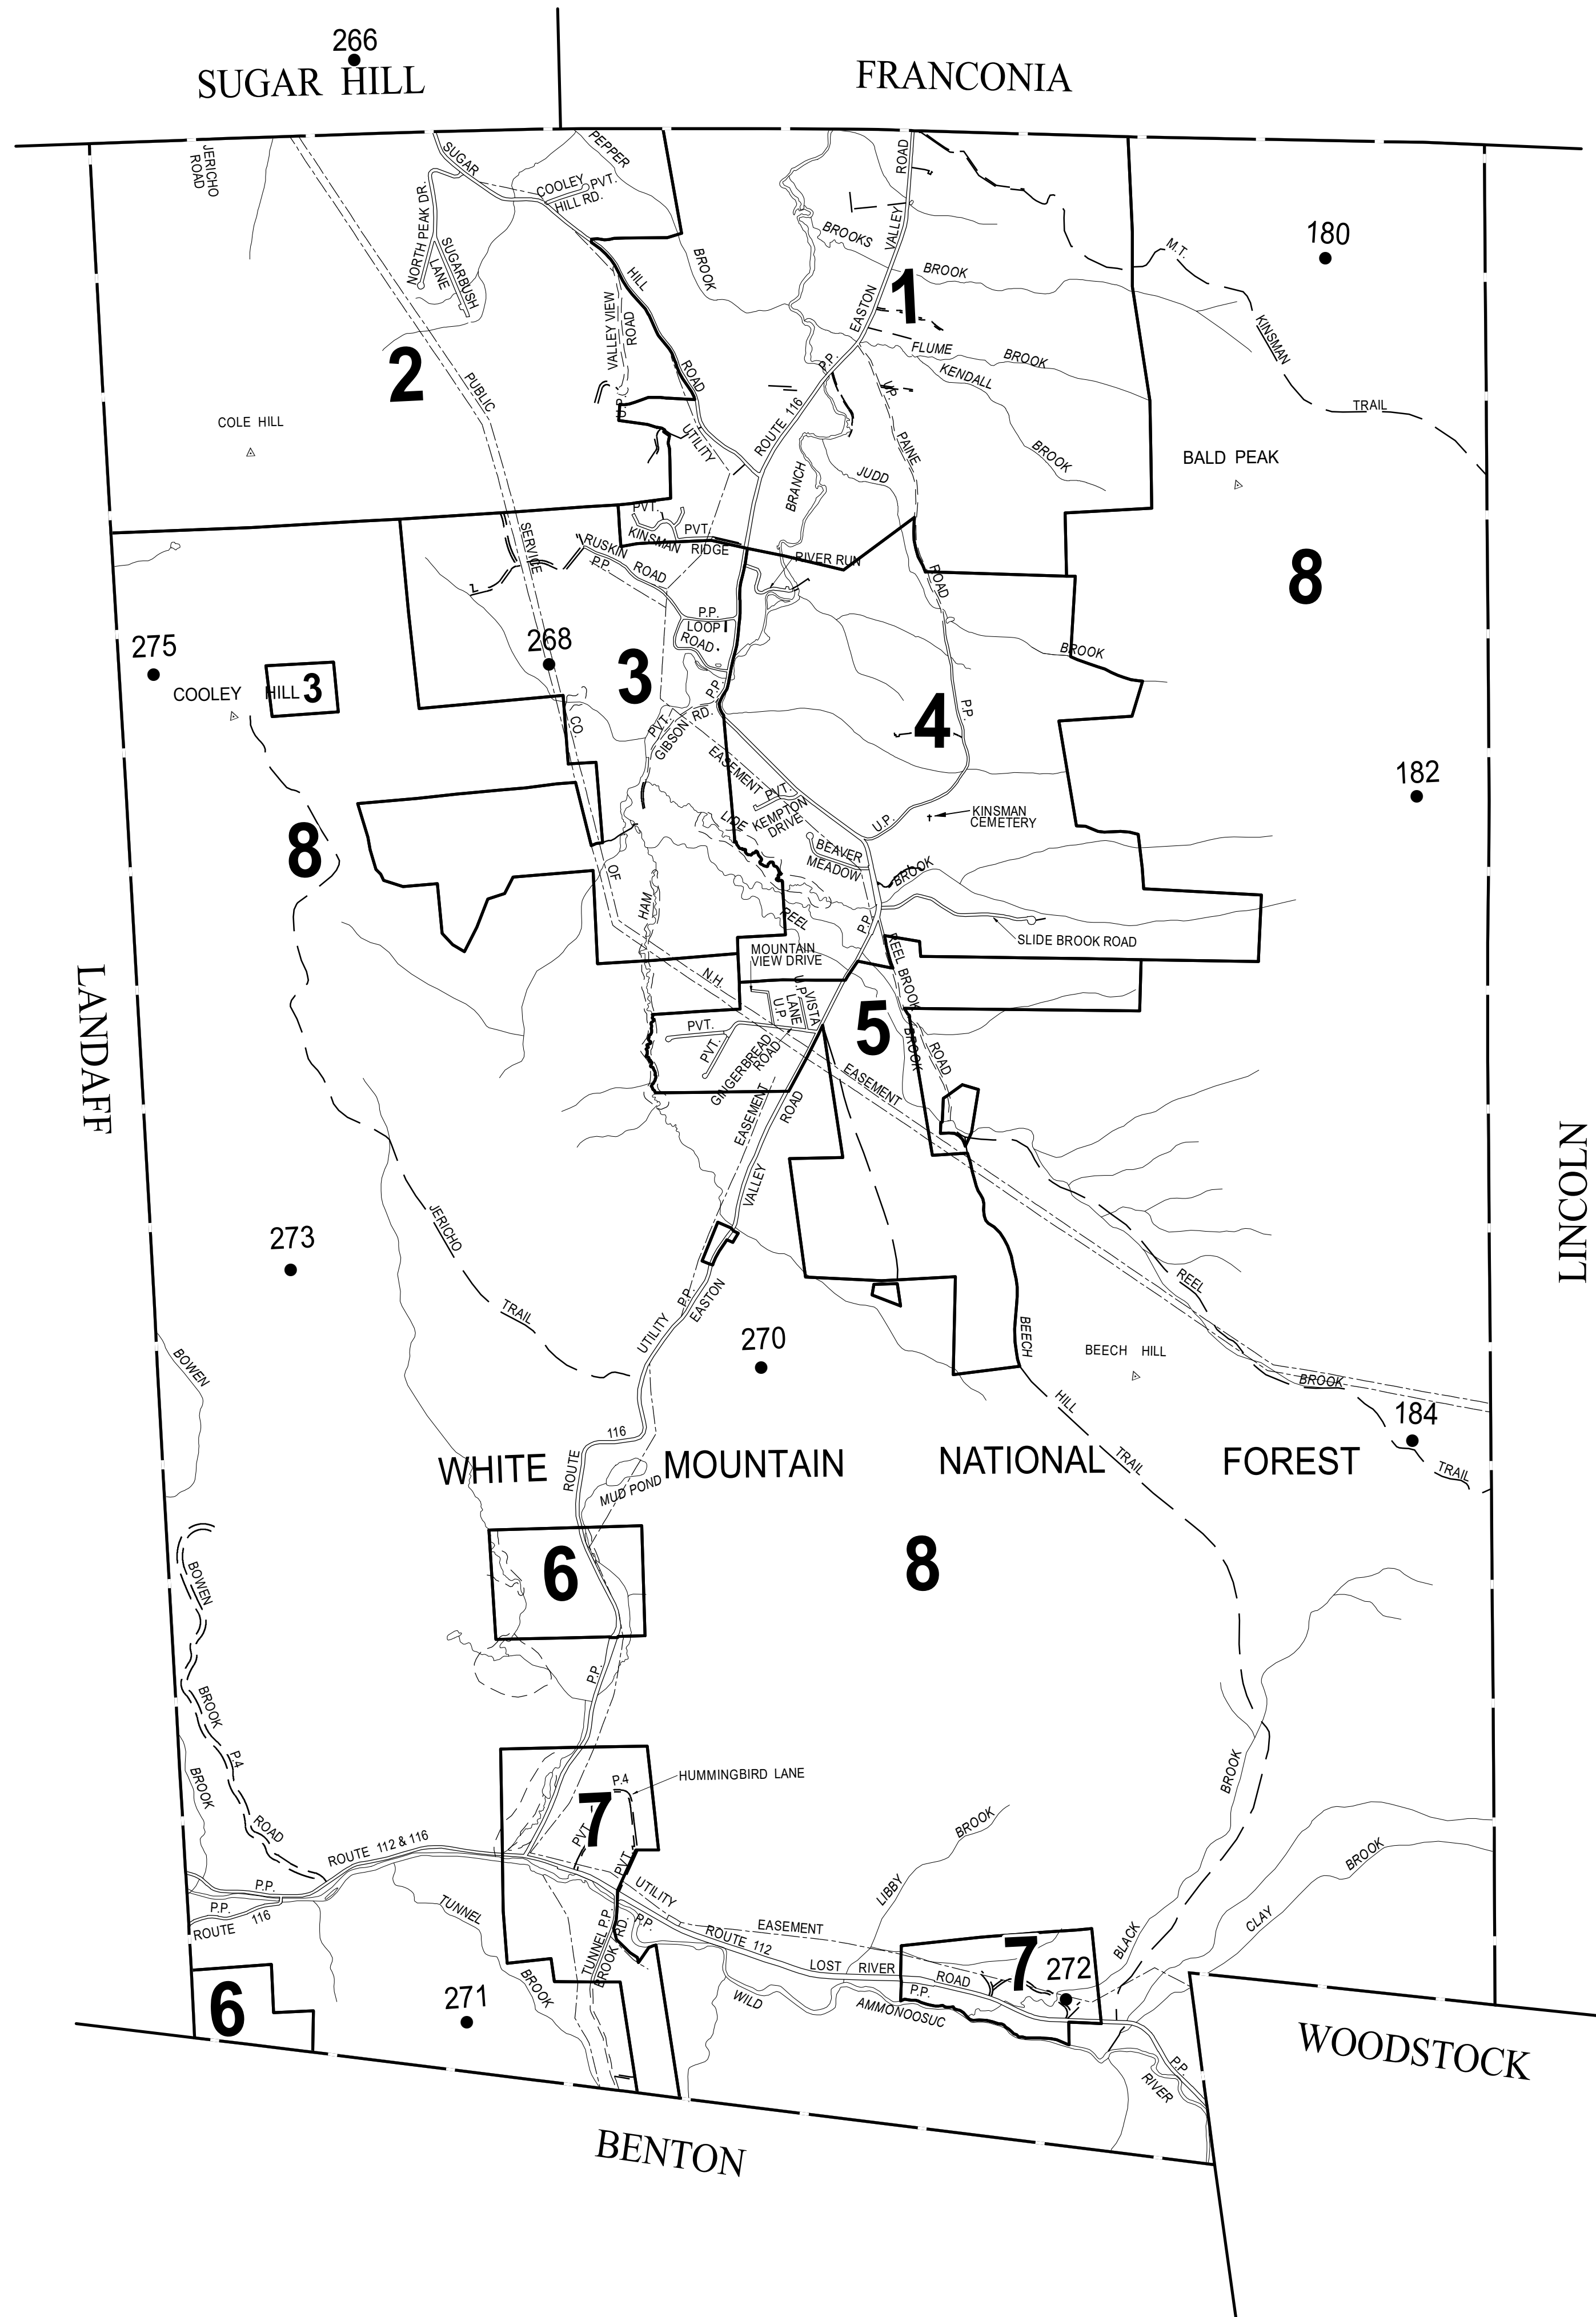 266
SUGAR HILL
FRANCONIA
JERICHO
ROAD
SUGAR
PEPPER
COOLEY
HILL RD.
PVT.
NORTH PEAK DR.
SUGARBUSH
LANE
BROOK
HILL
VALLEY VIEW
ROAD
ROAD
U.P.
UTILITY
ROAD
VALLEY
EASTON
BROOKS
BROOK
1
M.T.
180
KINSMAN
TRAIL
2
PUBLIC
COLE HILL
FLUME
BROOK
KENDALL
BROOK
P.P.
ROUTE 116
U.P.
PAINE
JUDD
BRANCH
BALD PEAK
PVT.
KINSMAN
PVT.
RIDGE
SERVICE
RUSKIN
P.P.
ROAD
RIVER RUN
ROAD
8
P.P.
LOOP
ROAD
BROOK
275
268
3
COOLEY HILL
3
CO.
P.P.
PVT.
GIBSON RD.
4
P.P.
EASEMENT
PVT.
KEMPTON
DRIVE
LIDE
U.P.
KINSMAN
CEMETERY
182
8
BEAVER
MEADOW
BROOK
OF
HAM
REEL
P.P.
SLIDE BROOK ROAD
MOUNTAIN
VIEW DRIVE
REEL BROOK
N.H.
U.P.
VISTA
LANE
U.P.
5
PVT.
PVT.
GINGERBREAD
ROAD
BROOK
ROAD
EASEMENT
EASEMENT
ROAD
VALLEY
LANDAFF
LINCOLN
JERICHO
273
TRAIL
P.P.
EASTON
UTILITY
270
REEL
BEECH
BEECH HILL
BROOK
BOWEN
HILL
184
TRAIL
TRAIL
116
ROUTE
WHITE MOUNTAIN NATIONAL FOREST
MUD POND
6
8
BOWEN
P.P.
BROOK
P.4
BROOK
ROAD
P.4
HUMMINGBIRD LANE
7
PVT.
PVT.
BROOK
BROOK
LIBBY
BROOK
ROUTE 112 & 116
P.P.
P.P.
ROUTE 116
TUNNEL
UTILITY
P.P.
EASEMENT
ROUTE 112
CLAY
BLACK
TUNNEL P.P.
BROOK RD.
LOST RIVER
ROAD
P.P.
7
272
6
271
BROOK
WILD
AMMONOOSUC
P.P.
RIVER
WOODSTOCK
BENTON